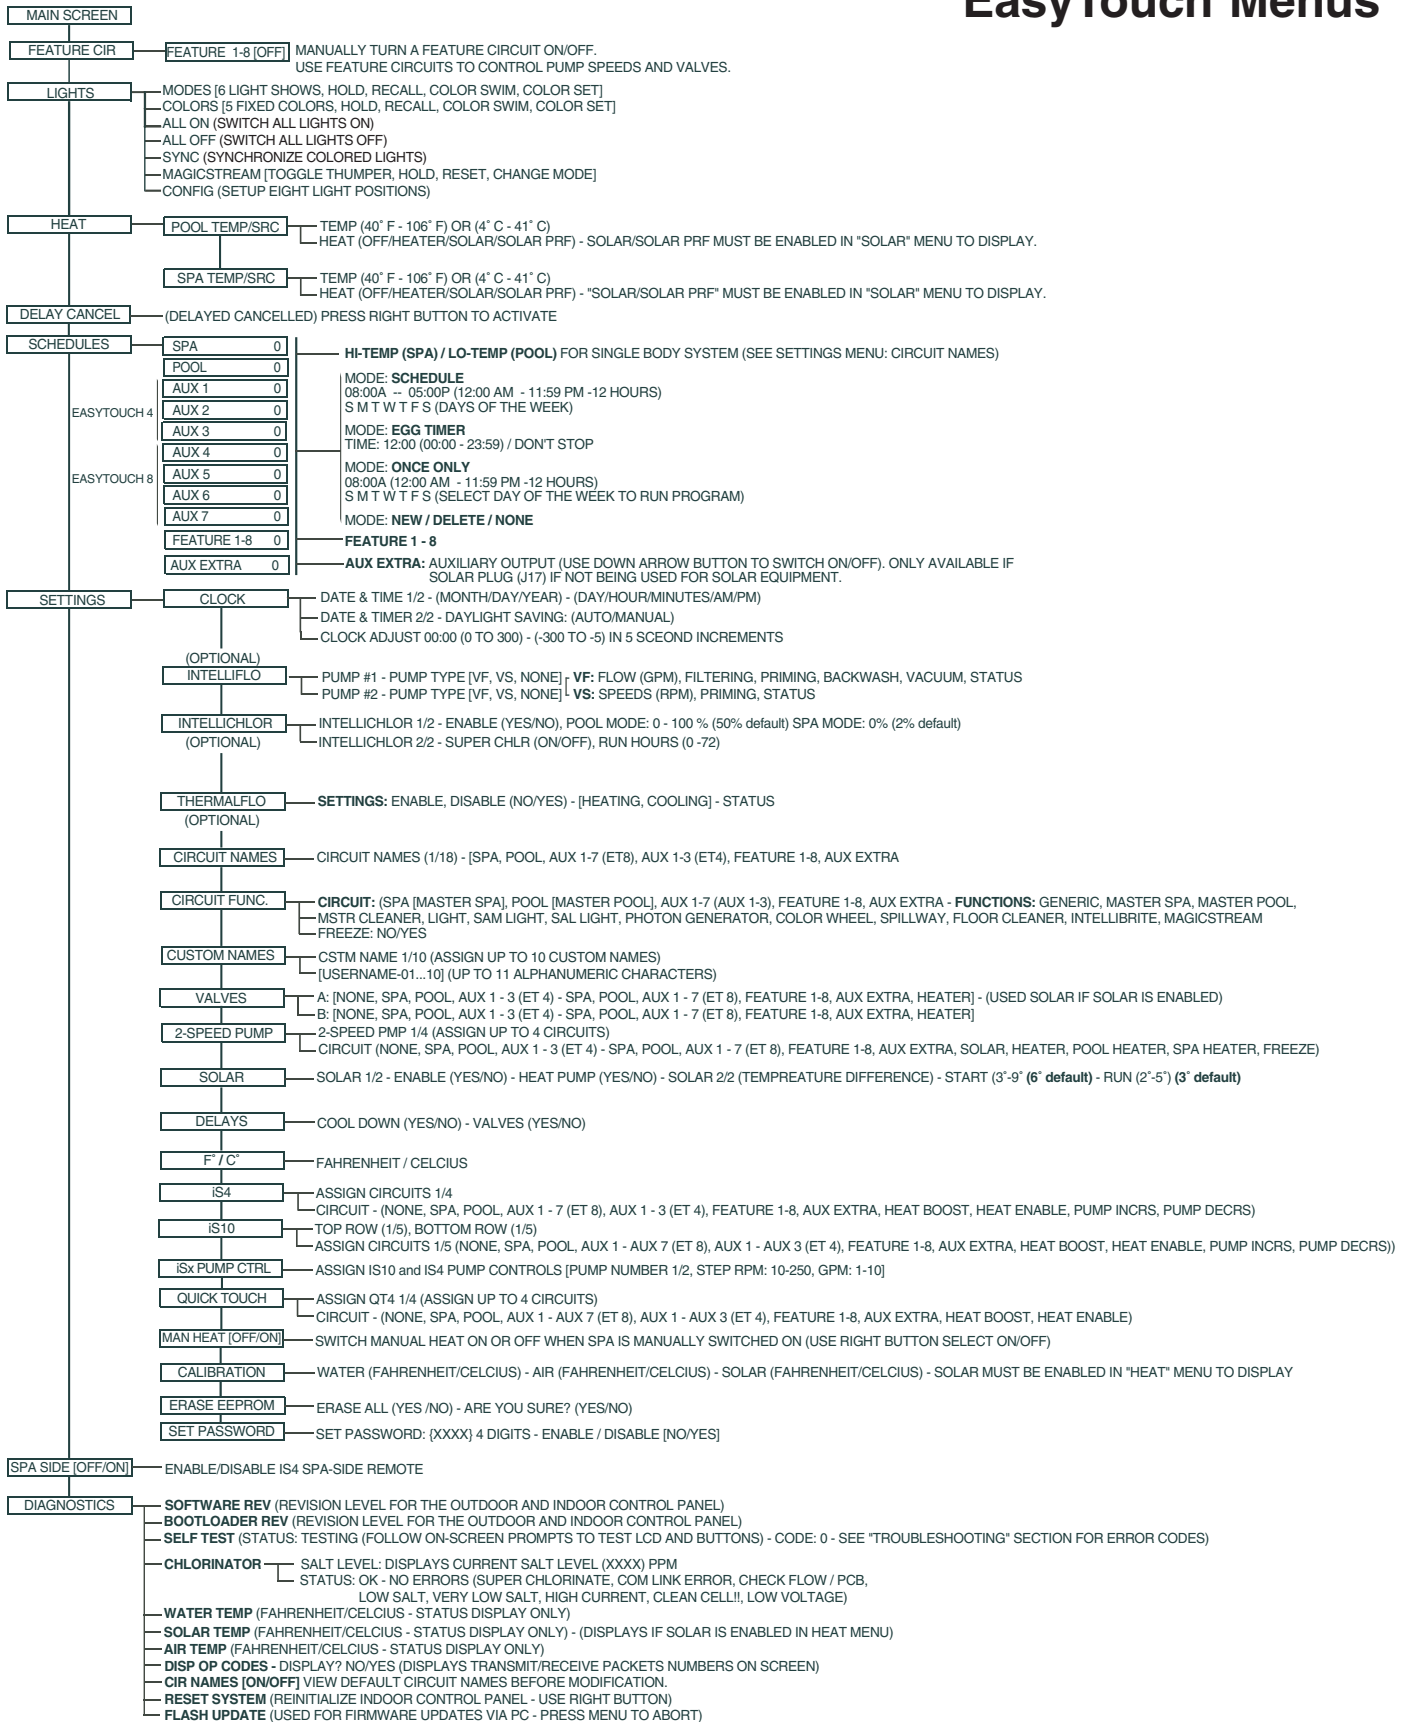 EasyTouch Menus
MAIN SCREEN
FEATURE CIR
FEATURE 1-8 [OFF]
MANUALLY TURN A FEATURE CIRCUIT ON/OFF.
USE FEATURE CIRCUITS TO CONTROL PUMP SPEEDS AND VALVES.
LIGHTS
MODES [6 LIGHT SHOWS, HOLD, RECALL, COLOR SWIM, COLOR SET]
COLORS [5 FIXED COLORS, HOLD, RECALL, COLOR SWIM, COLOR SET]
ALL ON (SWITCH ALL LIGHTS ON)
ALL OFF (SWITCH ALL LIGHTS OFF)
SYNC (SYNCHRONIZE COLORED LIGHTS)
MAGICSTREAM [TOGGLE THUMPER, HOLD, RESET, CHANGE MODE]
CONFIG (SETUP EIGHT LIGHT POSITIONS)
HEAT
POOL TEMP/SRC
TEMP (40˚ F - 106˚ F) OR (4˚ C - 41˚ C)
HEAT (OFF/HEATER/SOLAR/SOLAR PRF) - SOLAR/SOLAR PRF MUST BE ENABLED IN "SOLAR" MENU TO DISPLAY.
SPA TEMP/SRC
TEMP (40˚ F - 106˚ F) OR (4˚ C - 41˚ C)
HEAT (OFF/HEATER/SOLAR/SOLAR PRF) - "SOLAR/SOLAR PRF" MUST BE ENABLED IN "SOLAR" MENU TO DISPLAY.
DELAY CANCEL
(DELAYED CANCELLED) PRESS RIGHT BUTTON TO ACTIVATE
SCHEDULES
SPA 0
POOL 0
AUX 1 0
AUX 2 0
AUX 3 0
AUX 4 0
AUX 5 0
AUX 6 0
AUX 7 0
FEATURE 1-8 0
AUX EXTRA 0
EASYTOUCH 4
EASYTOUCH 8
HI-TEMP (SPA) / LO-TEMP (POOL) FOR SINGLE BODY SYSTEM (SEE SETTINGS MENU: CIRCUIT NAMES)
MODE: SCHEDULE
08:00A -- 05:00P (12:00 AM - 11:59 PM -12 HOURS)
S M T W T F S (DAYS OF THE WEEK)
MODE: EGG TIMER
TIME: 12:00 (00:00 - 23:59) / DON'T STOP
MODE: ONCE ONLY
08:00A (12:00 AM - 11:59 PM -12 HOURS)
S M T W T F S (SELECT DAY OF THE WEEK TO RUN PROGRAM)
MODE: NEW / DELETE / NONE
FEATURE 1 - 8
AUX EXTRA: AUXILIARY OUTPUT (USE DOWN ARROW BUTTON TO SWITCH ON/OFF). ONLY AVAILABLE IF
SOLAR PLUG (J17) IF NOT BEING USED FOR SOLAR EQUIPMENT.
SETTINGS
CLOCK
DATE & TIME 1/2 - (MONTH/DAY/YEAR) - (DAY/HOUR/MINUTES/AM/PM)
DATE & TIMER 2/2 - DAYLIGHT SAVING: (AUTO/MANUAL)
CLOCK ADJUST 00:00 (0 TO 300) - (-300 TO -5) IN 5 SCEOND INCREMENTS
(OPTIONAL)
INTELLIFLO
PUMP #1 - PUMP TYPE [VF, VS, NONE] VF: FLOW (GPM), FILTERING, PRIMING, BACKWASH, VACUUM, STATUS
PUMP #2 - PUMP TYPE [VF, VS, NONE] VS: SPEEDS (RPM), PRIMING, STATUS
INTELLICHLOR
(OPTIONAL)
INTELLICHLOR 1/2 - ENABLE (YES/NO), POOL MODE: 0 - 100 % (50% default) SPA MODE: 0% (2% default)
INTELLICHLOR 2/2 - SUPER CHLR (ON/OFF), RUN HOURS (0 -72)
THERMALFLO
(OPTIONAL)
SETTINGS: ENABLE, DISABLE (NO/YES) - [HEATING, COOLING] - STATUS
CIRCUIT NAMES
CIRCUIT NAMES (1/18) - [SPA, POOL, AUX 1-7 (ET8), AUX 1-3 (ET4), FEATURE 1-8, AUX EXTRA
CIRCUIT FUNC.
CIRCUIT: (SPA [MASTER SPA], POOL [MASTER POOL], AUX 1-7 (AUX 1-3), FEATURE 1-8, AUX EXTRA - FUNCTIONS: GENERIC, MASTER SPA, MASTER POOL,
MSTR CLEANER, LIGHT, SAM LIGHT, SAL LIGHT, PHOTON GENERATOR, COLOR WHEEL, SPILLWAY, FLOOR CLEANER, INTELLIBRITE, MAGICSTREAM
FREEZE: NO/YES
CUSTOM NAMES
CSTM NAME 1/10 (ASSIGN UP TO 10 CUSTOM NAMES)
[USERNAME-01...10] (UP TO 11 ALPHANUMERIC CHARACTERS)
VALVES
A: [NONE, SPA, POOL, AUX 1 - 3 (ET 4) - SPA, POOL, AUX 1 - 7 (ET 8), FEATURE 1-8, AUX EXTRA, HEATER] - (USED SOLAR IF SOLAR IS ENABLED)
B: [NONE, SPA, POOL, AUX 1 - 3 (ET 4) - SPA, POOL, AUX 1 - 7 (ET 8), FEATURE 1-8, AUX EXTRA, HEATER]
2-SPEED PUMP
2-SPEED PMP 1/4 (ASSIGN UP TO 4 CIRCUITS)
CIRCUIT (NONE, SPA, POOL, AUX 1 - 3 (ET 4) - SPA, POOL, AUX 1 - 7 (ET 8), FEATURE 1-8, AUX EXTRA, SOLAR, HEATER, POOL HEATER, SPA HEATER, FREEZE)
SOLAR
SOLAR 1/2 - ENABLE (YES/NO) - HEAT PUMP (YES/NO) - SOLAR 2/2 (TEMPREATURE DIFFERENCE) - START (3˚-9˚ (6˚ default) - RUN (2˚-5˚) (3˚ default)
DELAYS
COOL DOWN (YES/NO) - VALVES (YES/NO)
F˚ / C˚
FAHRENHEIT / CELCIUS
iS4
ASSIGN CIRCUITS 1/4
CIRCUIT - (NONE, SPA, POOL, AUX 1 - 7 (ET 8), AUX 1 - 3 (ET 4), FEATURE 1-8, AUX EXTRA, HEAT BOOST, HEAT ENABLE, PUMP INCRS, PUMP DECRS)
iS10
TOP ROW (1/5), BOTTOM ROW (1/5)
ASSIGN CIRCUITS 1/5 (NONE, SPA, POOL, AUX 1 - AUX 7 (ET 8), AUX 1 - AUX 3 (ET 4), FEATURE 1-8, AUX EXTRA, HEAT BOOST, HEAT ENABLE, PUMP INCRS, PUMP DECRS))
iSx PUMP CTRL
ASSIGN IS10 and IS4 PUMP CONTROLS [PUMP NUMBER 1/2, STEP RPM: 10-250, GPM: 1-10]
QUICK TOUCH
ASSIGN QT4 1/4 (ASSIGN UP TO 4 CIRCUITS)
CIRCUIT - (NONE, SPA, POOL, AUX 1 - AUX 7 (ET 8), AUX 1 - AUX 3 (ET 4), FEATURE 1-8, AUX EXTRA, HEAT BOOST, HEAT ENABLE)
MAN HEAT [OFF/ON]
SWITCH MANUAL HEAT ON OR OFF WHEN SPA IS MANUALLY SWITCHED ON (USE RIGHT BUTTON SELECT ON/OFF)
CALIBRATION
WATER (FAHRENHEIT/CELCIUS) - AIR (FAHRENHEIT/CELCIUS) - SOLAR (FAHRENHEIT/CELCIUS) - SOLAR MUST BE ENABLED IN "HEAT" MENU TO DISPLAY
ERASE EEPROM
ERASE ALL (YES /NO) - ARE YOU SURE? (YES/NO)
SET PASSWORD
SET PASSWORD: {XXXX} 4 DIGITS - ENABLE / DISABLE [NO/YES]
SPA SIDE [OFF/ON]
ENABLE/DISABLE IS4 SPA-SIDE REMOTE
DIAGNOSTICS
SOFTWARE REV (REVISION LEVEL FOR THE OUTDOOR AND INDOOR CONTROL PANEL)
BOOTLOADER REV (REVISION LEVEL FOR THE OUTDOOR AND INDOOR CONTROL PANEL)
SELF TEST (STATUS: TESTING (FOLLOW ON-SCREEN PROMPTS TO TEST LCD AND BUTTONS) - CODE: 0 - SEE "TROUBLESHOOTING" SECTION FOR ERROR CODES)
CHLORINATOR
SALT LEVEL: DISPLAYS CURRENT SALT LEVEL (XXXX) PPM
STATUS: OK - NO ERRORS (SUPER CHLORINATE, COM LINK ERROR, CHECK FLOW / PCB,
LOW SALT, VERY LOW SALT, HIGH CURRENT, CLEAN CELL!!, LOW VOLTAGE)
WATER TEMP (FAHRENHEIT/CELCIUS - STATUS DISPLAY ONLY)
SOLAR TEMP (FAHRENHEIT/CELCIUS - STATUS DISPLAY ONLY) - (DISPLAYS IF SOLAR IS ENABLED IN HEAT MENU)
AIR TEMP (FAHRENHEIT/CELCIUS - STATUS DISPLAY ONLY)
DISP OP CODES - DISPLAY? NO/YES (DISPLAYS TRANSMIT/RECEIVE PACKETS NUMBERS ON SCREEN)
CIR NAMES [ON/OFF] VIEW DEFAULT CIRCUIT NAMES BEFORE MODIFICATION.
RESET SYSTEM (REINITIALIZE INDOOR CONTROL PANEL - USE RIGHT BUTTON)
FLASH UPDATE (USED FOR FIRMWARE UPDATES VIA PC - PRESS MENU TO ABORT)